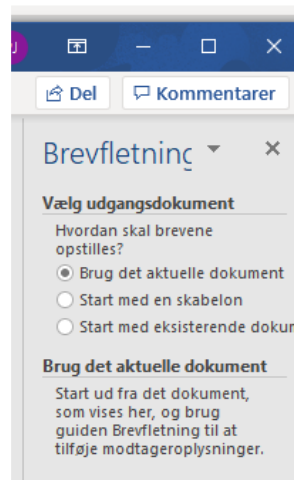 Del
Kommentarer
Brevfletning
Vælg udgangsdokument
Hvordan skal brevene
opstilles?
Brug det aktuelle dokument
Start med en skabelon
Start med eksisterende
Brug det aktuelle dokument
Start ud fra det dokument,
som vises her, og brug
guiden Brevfletning til at
tilføje modtageroplysninger.